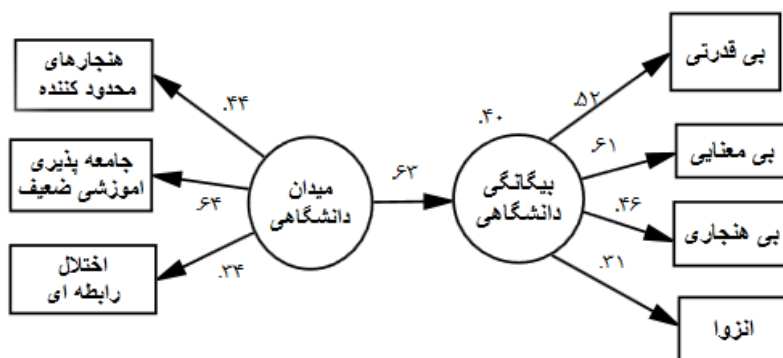 هنجارهای
محدود کننده
.۴۴
جامعه پذیری
اموزشی ضعیف
.۶۴
اختلال
رابطه ای
.۳۴
میدان
دانشگاهی
.۶۳
.۴۰
بیگانگی
دانشگاهی
.۵۲
بی قدرتی
.۶۱
بی معنایی
.۴۶
بی هنجاری
.۳۱
انزوا